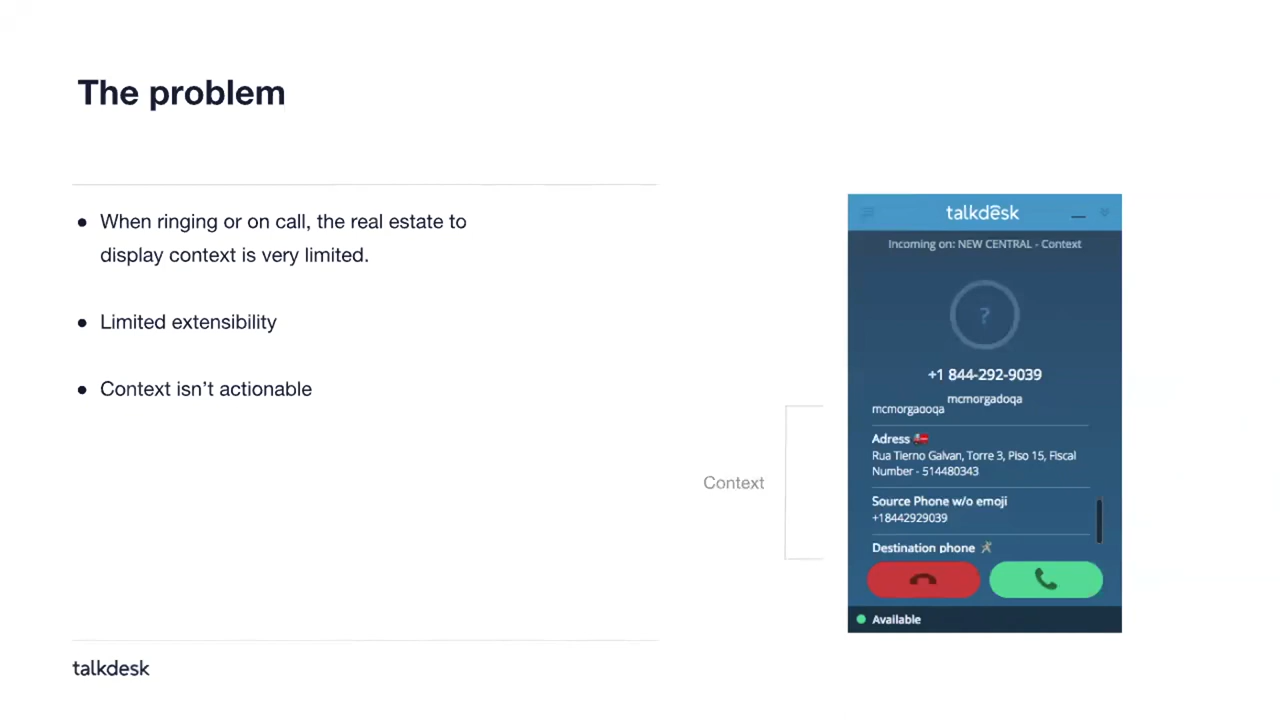 The problem
● When ringing or on call, the real estate to
display context is very limited.
● Limited extensibility
● Context isn’t actionable
talkdesk
Context
talkdesk
Incoming on: NEW CENTRAL - Context
?
+1 844-292-9039
mcmorgadoqa
mcmorgadoqa
Adress 🚒
Rua Tierno Galvan, Torre 3, Piso 15, Fiscal
Number - 514480343
Source Phone w/o emoji
+18442929039
Destination phone
Available